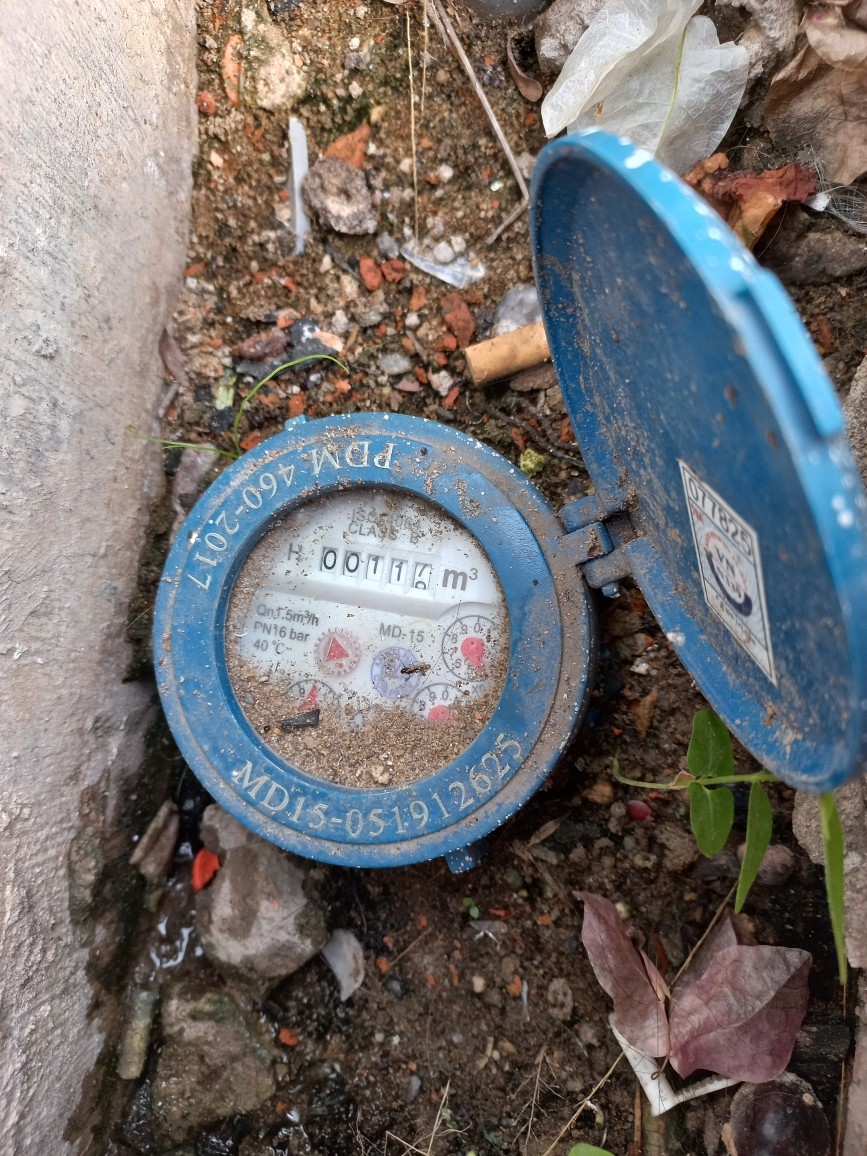 PDM 460-2017
CLASS B
H
0011
m³
Qn1.5m³/h
PN16 bar
40 °C
MD-15
MD15-051912625
077825